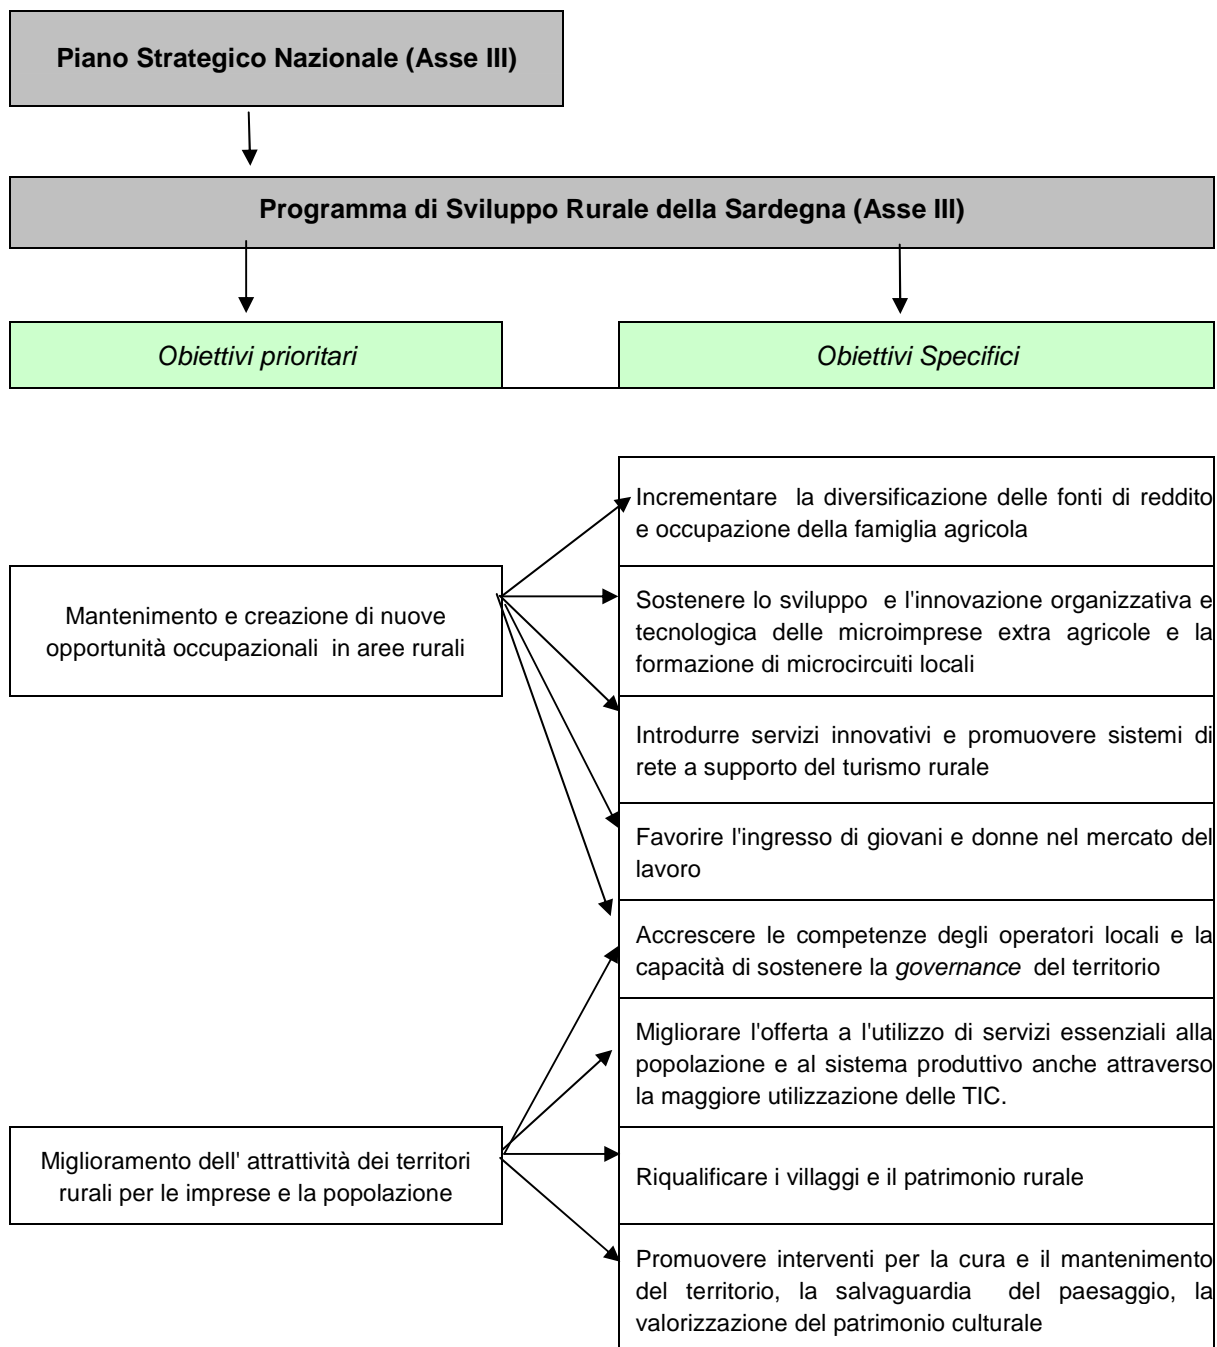 Piano Strategico Nazionale (Asse III)
Programma di Sviluppo Rurale della Sardegna (Asse III)
Obiettivi prioritari
Obiettivi Specifici
Incrementare la diversificazione delle fonti di reddito
e occupazione della famiglia agricola
Mantenimento e creazione di nuove
opportunità occupazionali in aree rurali
Sostenere lo sviluppo e l'innovazione organizzativa e
tecnologica delle microimprese extra agricole e la
formazione di microcircuiti locali
Introdurre servizi innovativi e promuovere sistemi di
rete a supporto del turismo rurale
Favorire l'ingresso di giovani e donne nel mercato del
lavoro
Accrescere le competenze degli operatori locali e la
capacità di sostenere la governance del territorio
Migliorare l'offerta a l'utilizzo di servizi essenziali alla
popolazione e al sistema produttivo anche attraverso
la maggiore utilizzazione delle TIC.
Miglioramento dell' attrattività dei territori
rurali per le imprese e la popolazione
Riqualificare i villaggi e il patrimonio rurale
Promuovere interventi per la cura e il mantenimento
del territorio, la salvaguardia del paesaggio, la
valorizzazione del patrimonio culturale